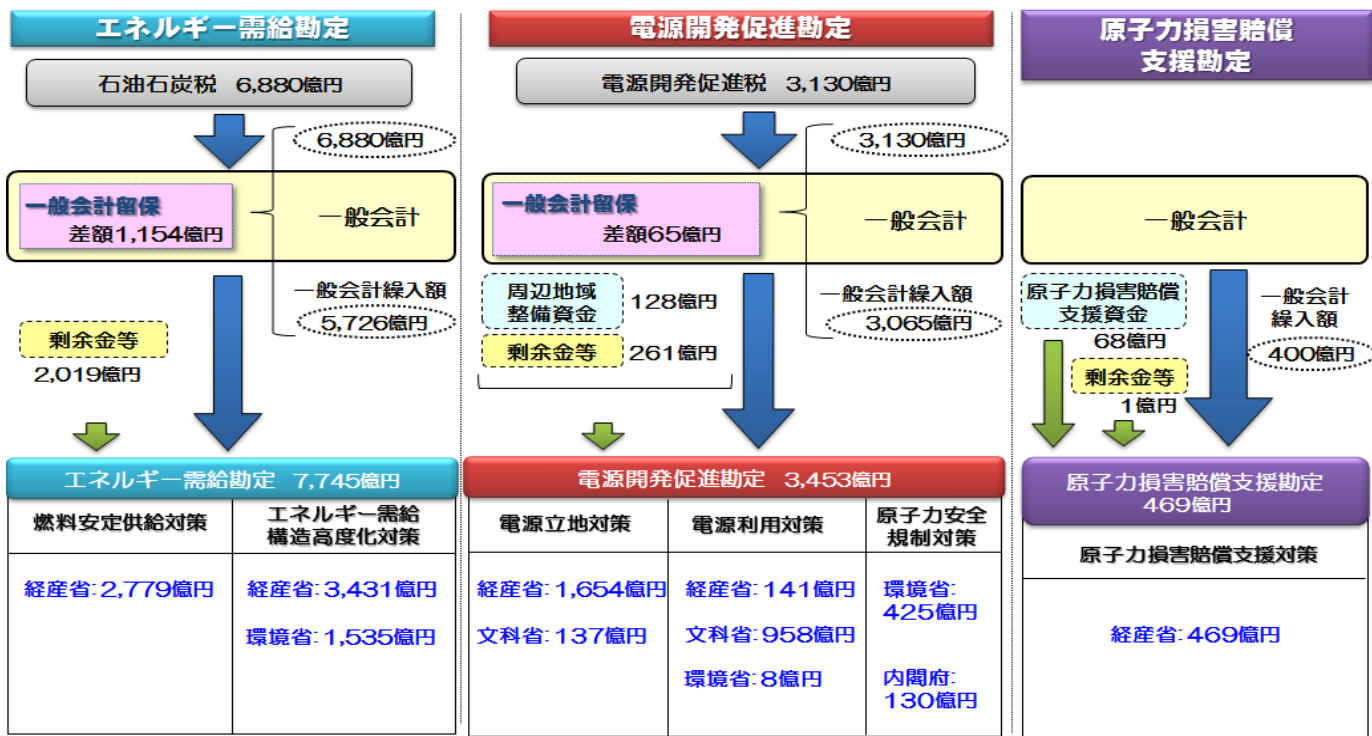 エネルギー需給勘定
石油石炭税 6,880億円
6,880億円
一般会計留保
差額1,154億円
一般会計
一般会計繰入額
5,726億円
剰余金等
2,019億円
エネルギー需給勘定 7,745億円
燃料安定供給対策
エネルギー需給
構造高度化対策
経産省:2,779億円
経産省:3,431億円
環境省:1,535億円
電源開発促進勘定
電源開発促進税 3,130億円
3,130億円
一般会計留保
差額65億円
一般会計
周辺地域
整備資金
128億円
一般会計繰入額
3,065億円
剰余金等
261億円
電源開発促進勘定 3,453億円
電源立地対策
電源利用対策
原子力安全
規制対策
経産省:1,654億円
文科省:137億円
経産省:141億円
文科省:958億円
環境省:8億円
環境省:
425億円
内閣府:
130億円
原子力損害賠償
支援勘定
一般会計
原子力損害賠償
支援資金
68億円
一般会計
繰入額
400億円
剰余金等
1億円
原子力損害賠償支援勘定
469億円
原子力損害賠償支援対策
経産省:469億円